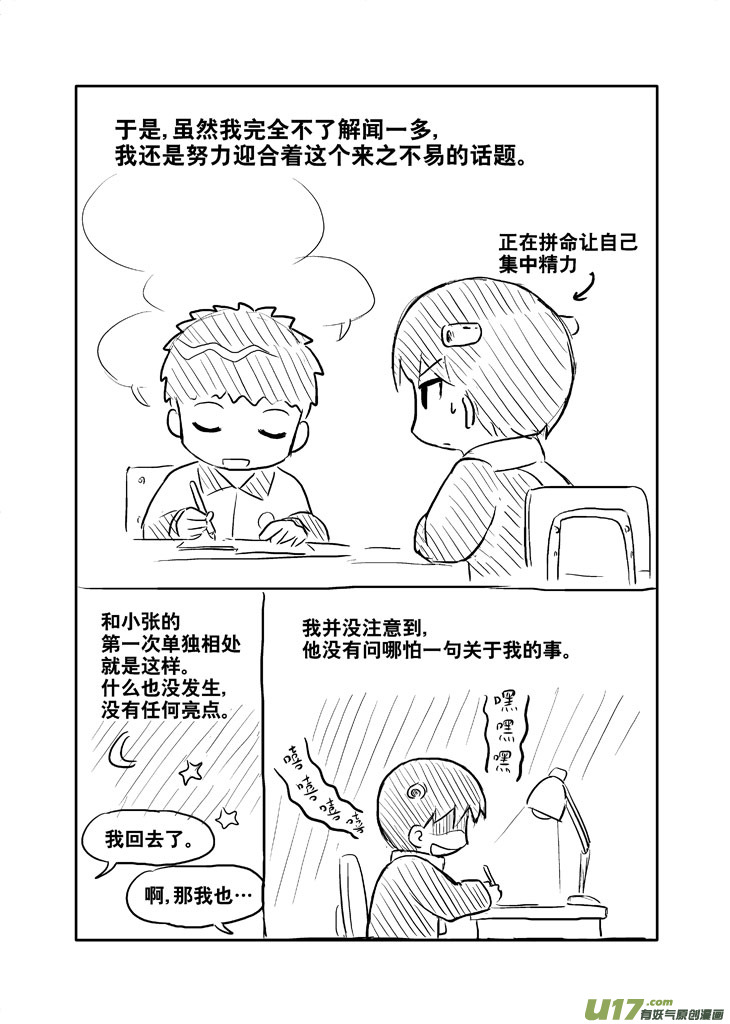 于是,虽然我完全不了解闻一多,
我还是努力迎合着这个来之不易的话题。
正在拼命让自己
集中精力
和小张的
第一次单独相处
就是这样。
什么也没发生,
没有任何亮点。
我回去了。
啊,那我也…
我并没注意到,
他没有问哪怕一句关于我的事。
嘿
嘿
嘿
嘻
嘻
嘻
嘻
U17.com
有妖气原创漫画